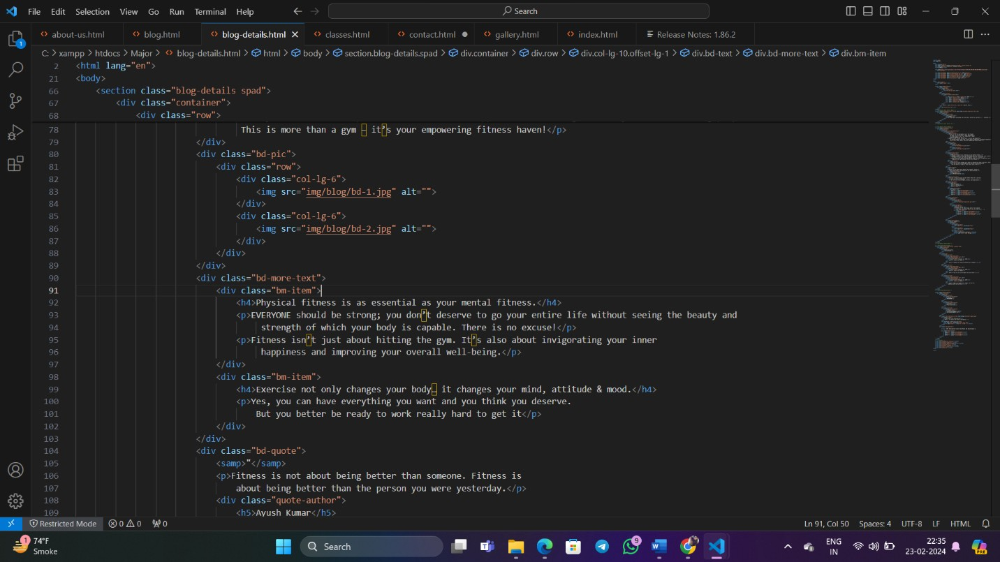 File Edit Selection View Go Run Terminal Help
Search
about-us.html blog.html blog-details.html classes.html contact.html gallery.html index.html Release Notes: 1.86.2
C: > xampp > htdocs > Major > blog-details.html > html > body > section.blog-details.spad > div.container > div.row > div.col-lg-10.offset-lg-1 > div.bd-text > div.bd-more-text > div.bm-item
1
2 <html lang="en">
21 <body>
66 <section class="blog-details spad">
67 <div class="container">
68 <div class="row">
78 This is more than a gym – it’s your empowering fitness haven!</p>
79 </div>
80 <div class="bd-pic">
81 <div class="row">
82 <div class="col-lg-6">
83 <img src="img/blog/bd-1.jpg" alt="">
84 </div>
85 <div class="col-lg-6">
86 <img src="img/blog/bd-2.jpg" alt="">
87 </div>
88 </div>
89 </div>
90 <div class="bd-more-text">
91 <div class="bm-item">
92 <h4>Physical fitness is as essential as your mental fitness.</h4>
93 <p>EVERYONE should be strong; you don’t deserve to go your entire life without seeing the beauty and
94 strength of which your body is capable. There is no excuse!</p>
95 <p>Fitness isn’t just about hitting the gym. It’s also about invigorating your inner
96 happiness and improving your overall well-being.</p>
97 </div>
98 <div class="bm-item">
99 <h4>Exercise not only changes your body… it changes your mind, attitude & mood.</h4>
100 <p>Yes, you can have everything you want and you think you deserve.
101 But you better be ready to work really hard to get it</p>
102 </div>
103 </div>
104 <div class="bd-quote">
105 <samp>"</samp>
106 <p>Fitness is not about being better than someone. Fitness is
107 about being better than the person you were yesterday.</p>
108 <div class="quote-author">
109 <h5>Ayush Kumar</h5>
Restricted Mode 0 0 0 Ln 91, Col 50 Spaces: 4 UTF-8 LF HTML
1 74°F
Smoke
Search
9
ENG
IN
22:35
23-02-2024
PRE